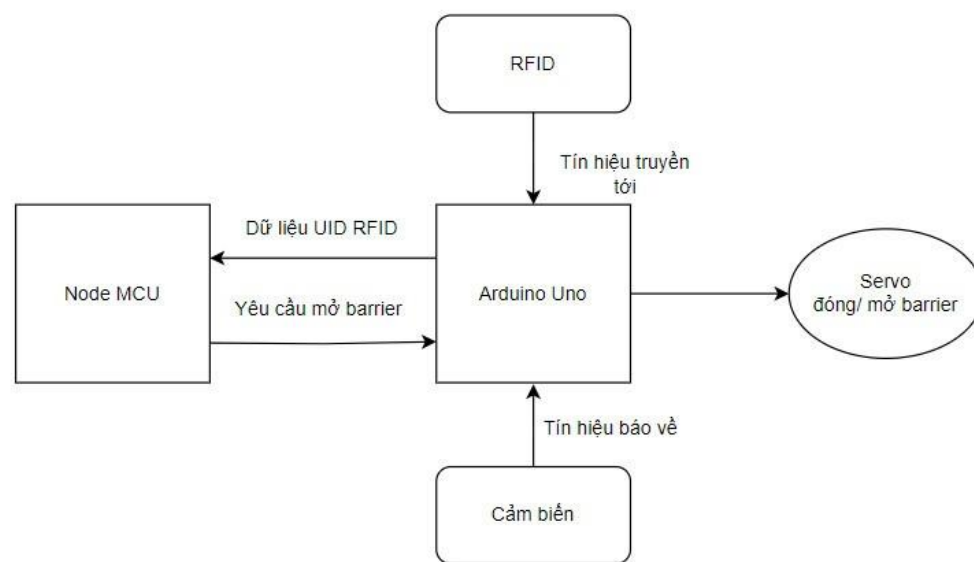 RFID
Tín hiệu truyền
tới
Dữ liệu UID RFID
Node MCU
Arduino Uno
Servo
đóng/ mở barrier
Yêu cầu mở barrier
Tín hiệu báo về
Cảm biến